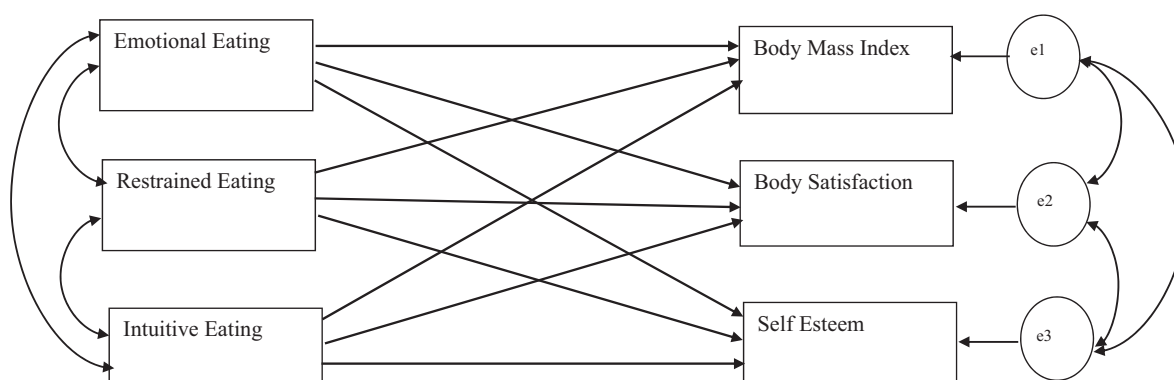 Emotional Eating
Body Mass Index
e1
Restrained Eating
Body Satisfaction
e2
Intuitive Eating
Self Esteem
e3